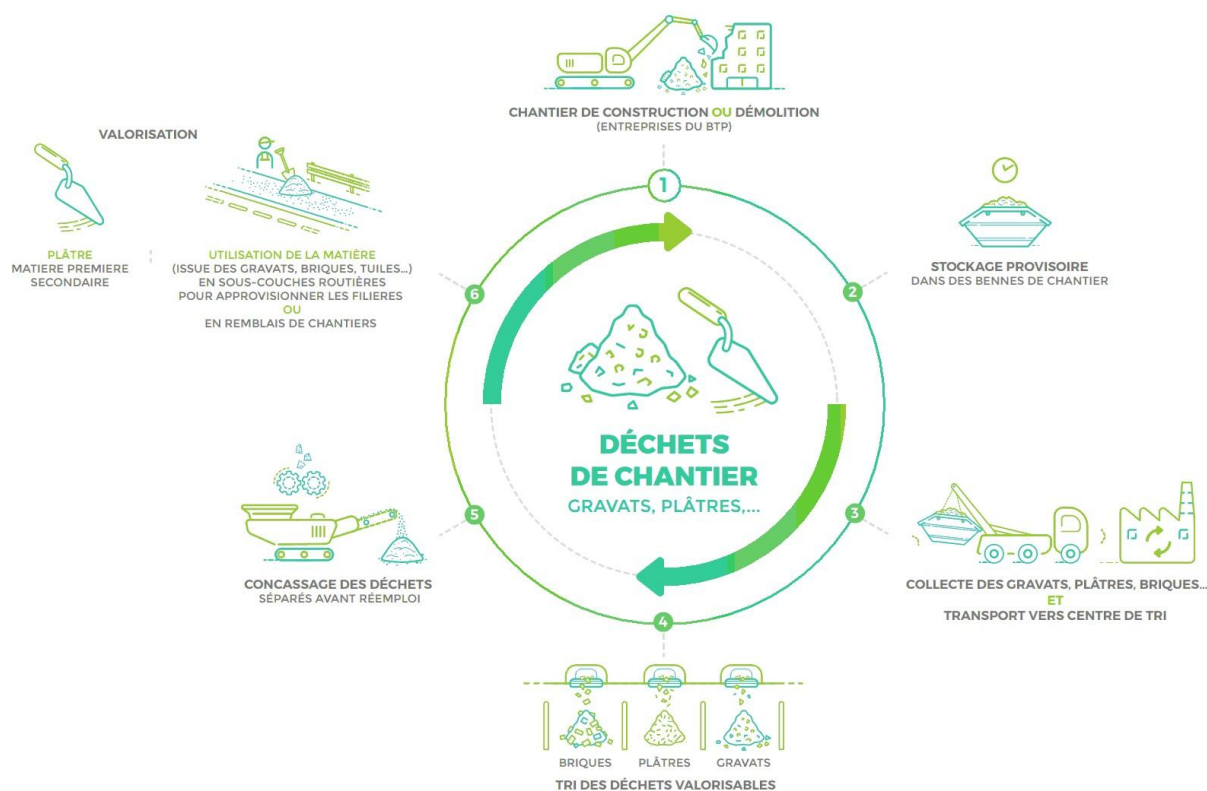 CHANTIER DE CONSTRUCTION OU DÉMOLITION
(ENTREPRISES DU BTP)
1
STOCKAGE PROVISOIRE
DANS DES BENNES DE CHANTIER
2
COLLECTE DES GRAVATS, PLÂTRES, BRIQUES...
ET
TRANSPORT VERS CENTRE DE TRI
3
4
BRIQUES
PLÂTRES
GRAVATS
TRI DES DÉCHETS VALORISABLES
5
CONCASSAGE DES DÉCHETS
SÉPARÉS AVANT RÉEMPLOI
6
VALORISATION
PLÂTRE
MATIERE PREMIERE
SECONDAIRE
UTILISATION DE LA MATIÈRE
(ISSUE DES GRAVATS, BRIQUES, TUILES...)
EN SOUS-COUCHES ROUTIÈRES
POUR APPROVISIONNER LES FILIERES
OU
EN REMBLAIS DE CHANTIERS
DÉCHETS
DE CHANTIER
GRAVATS, PLÂTRES,...